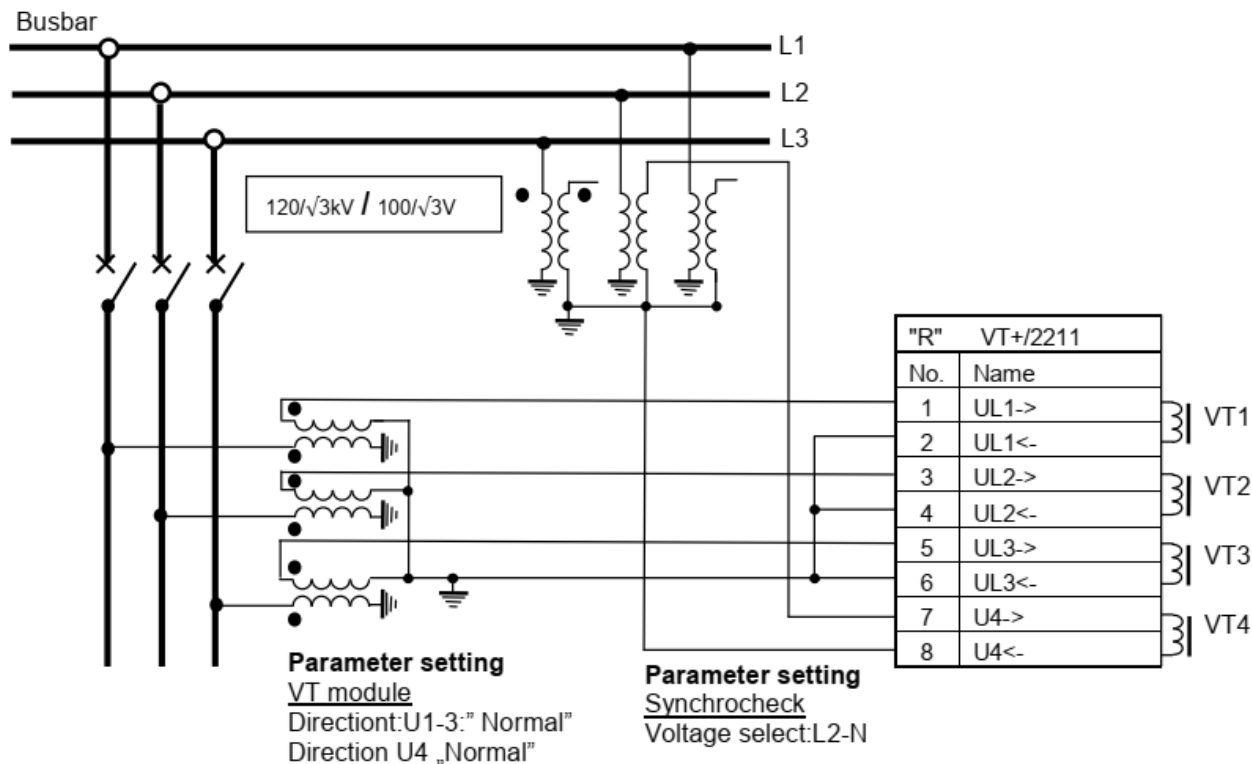 Busbar
L1
L2
L3
120/√3kV / 100/√3V
"R" VT+/2211
No. Name
1 UL1->
2 UL1<-
VT1
3 UL2->
4 UL2<-
VT2
5 UL3->
6 UL3<-
VT3
7 U4->
8 U4<-
VT4
Parameter setting
VT module
Directiont:U1-3:” Normal”
Direction U4 „Normal”
Parameter setting
Synchrocheck
Voltage select:L2-N